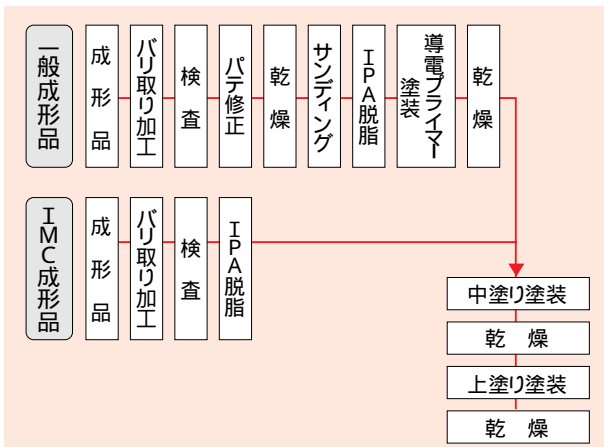 一般成形品
成形品
バリ取り加工
検査
パテ修正
乾燥
サンディング
IPA脱脂
導電プライマー
塗装
乾燥
IMC成形品
成形品
バリ取り加工
検査
IPA脱脂
中塗り塗装
乾燥
上塗り塗装
乾燥